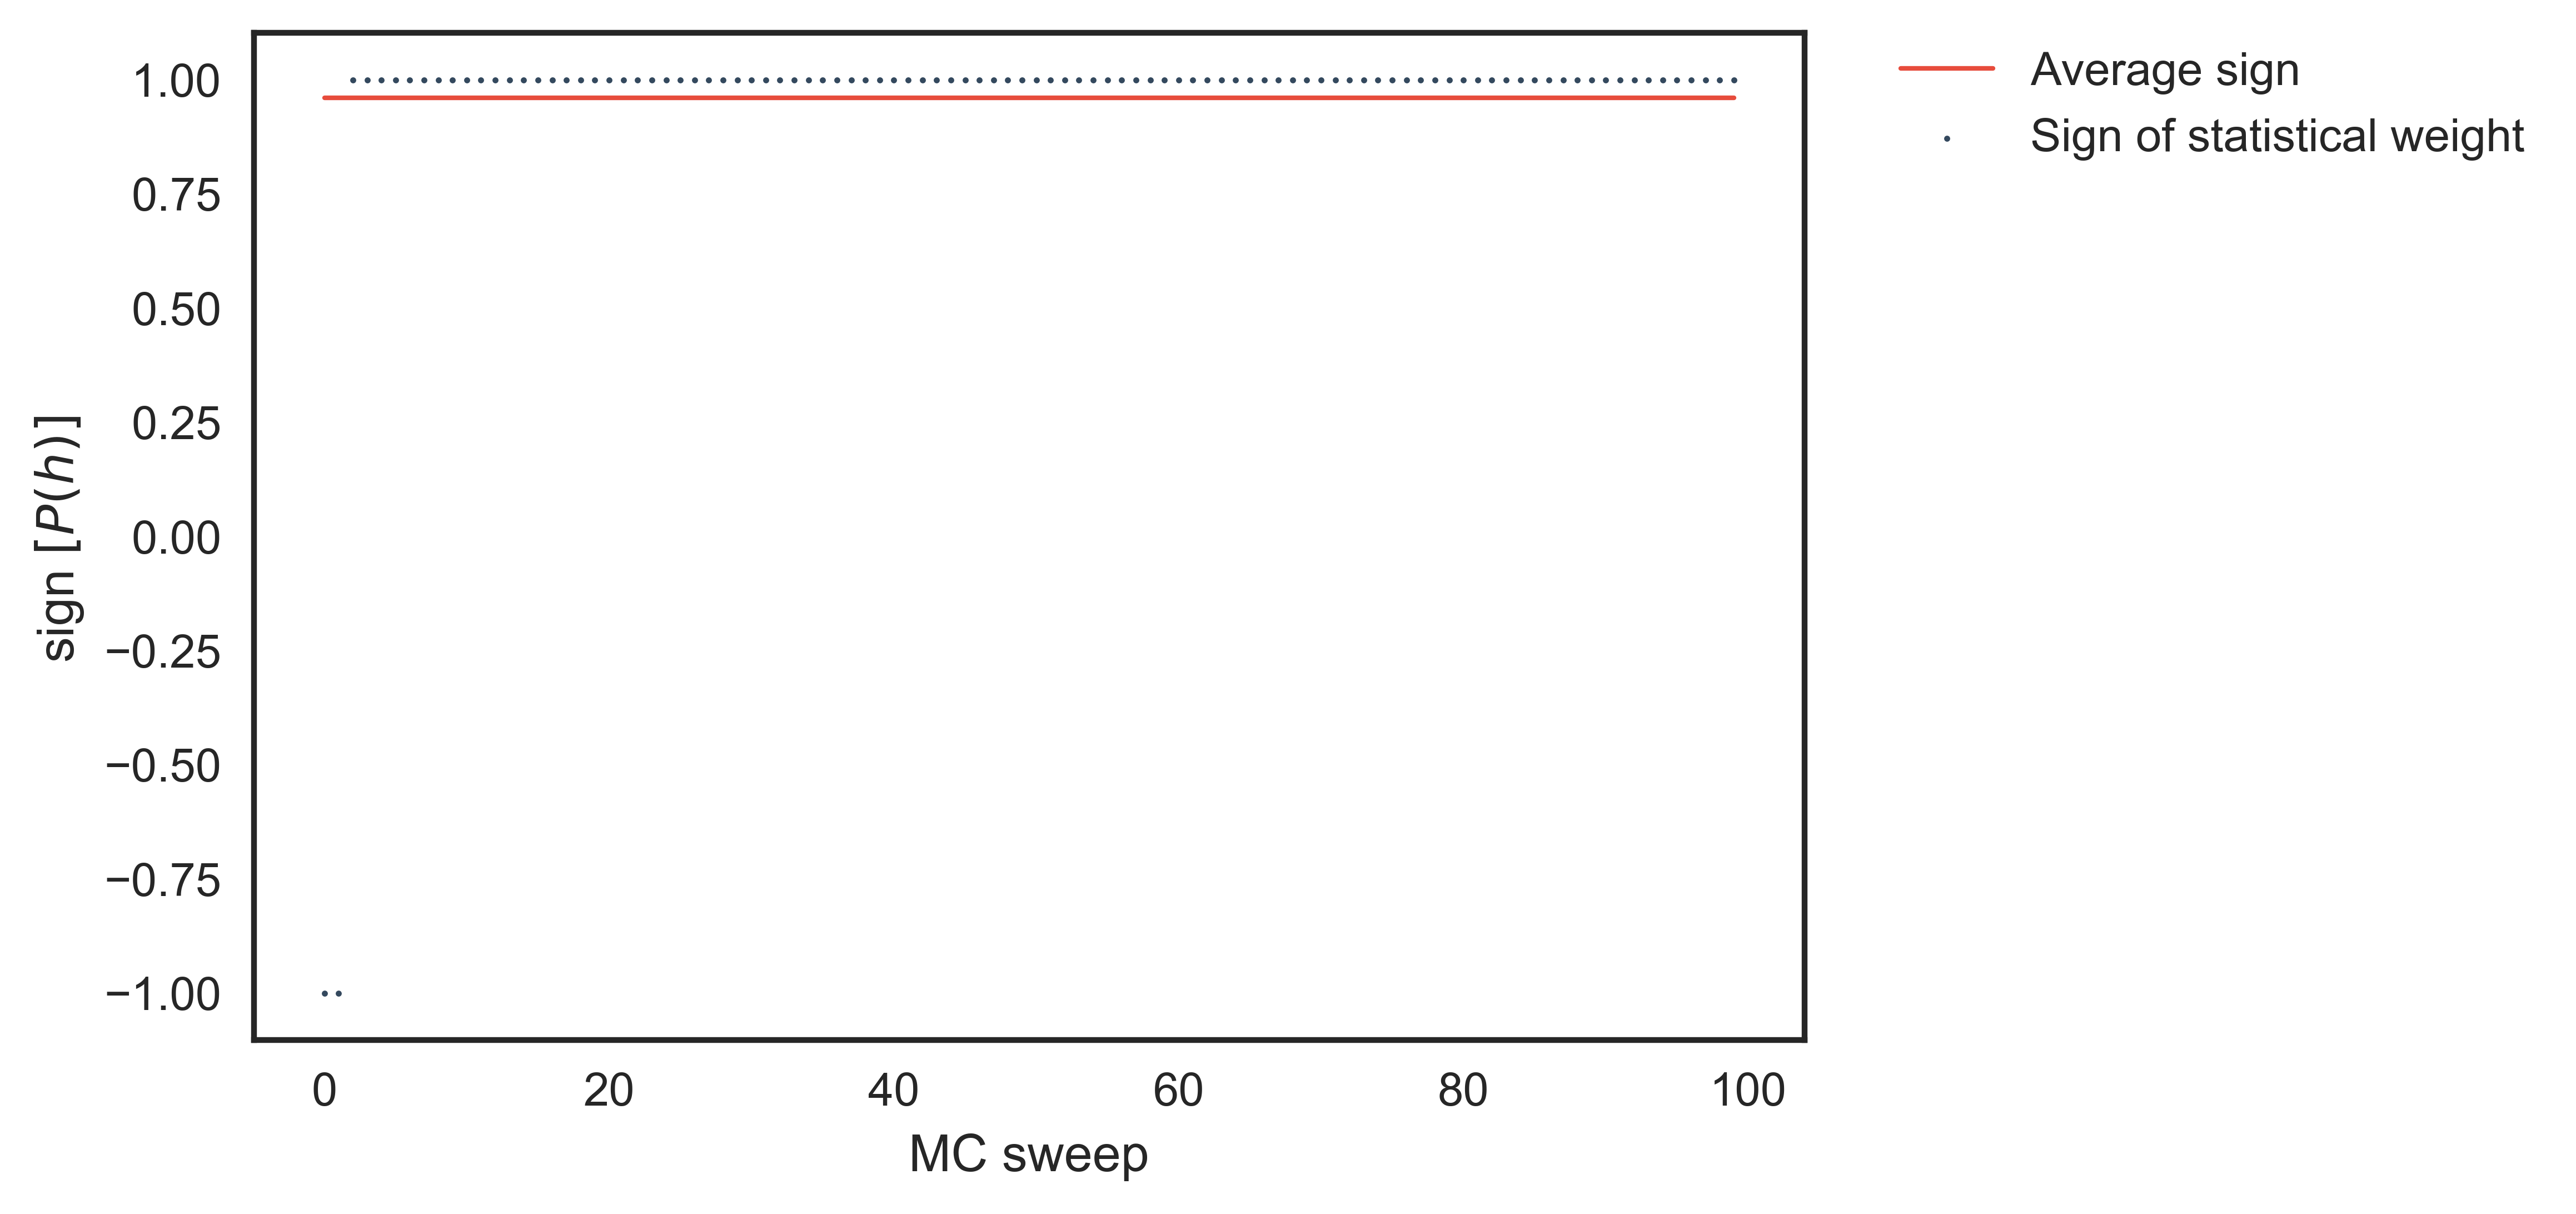 1.00
0.75
0.50
0.25
0.00
−0.25
−0.50
−0.75
−1.00
sign [P(h)]
0 20 40 60 80 100
MC sweep
Average sign
Sign of statistical weight